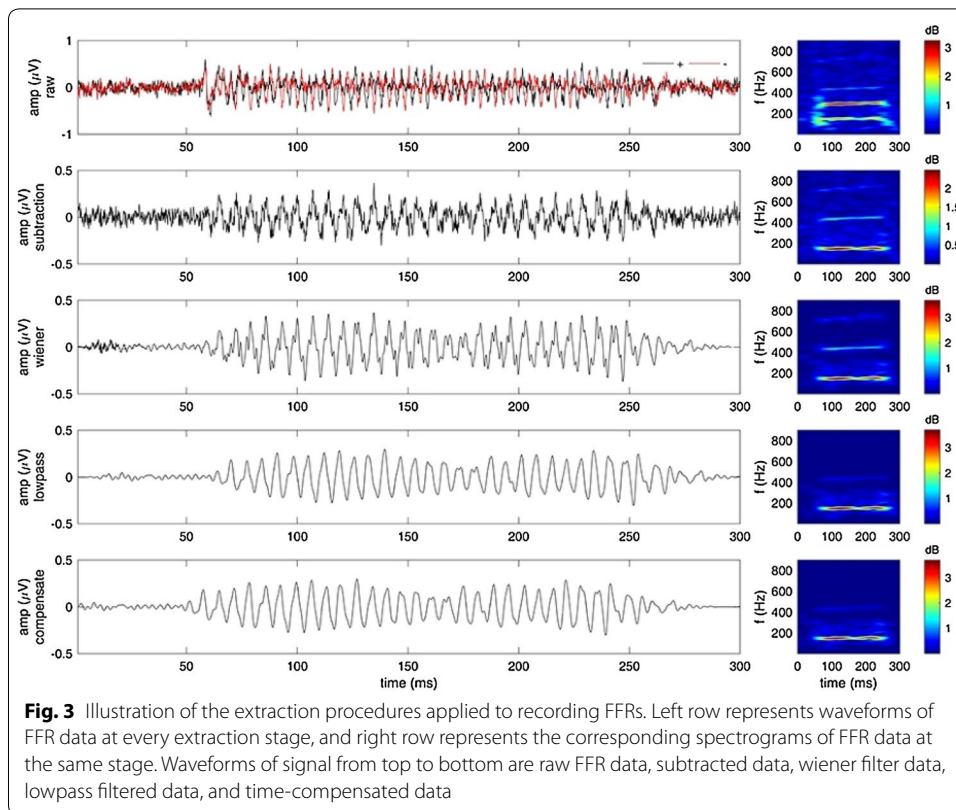 amp (μV)
raw
1
0
-1
50 100 150 200 250 300
+ -
f (Hz)
800
600
400
200
0 100 200 300
dB
3
2
1
amp (μV)
subtraction
0.5
0
-0.5
50 100 150 200 250 300
f (Hz)
800
600
400
200
0 100 200 300
dB
2
1.5
1
0.5
amp (μV)
wiener
0.5
0
-0.5
50 100 150 200 250 300
f (Hz)
800
600
400
200
0 100 200 300
dB
3
2
1
amp (μV)
lowpass
0.5
0
-0.5
50 100 150 200 250 300
f (Hz)
800
600
400
200
0 100 200 300
dB
3
2
1
amp (μV)
compensate
0.5
0
-0.5
50 100 150 200 250 300
time (ms)
f (Hz)
800
600
400
200
0 100 200 300
time (ms)
dB
3
2
1
Fig. 3 Illustration of the extraction procedures applied to recording FFRs. Left row represents waveforms of
FFR data at every extraction stage, and right row represents the corresponding spectrograms of FFR data at
the same stage. Waveforms of signal from top to bottom are raw FFR data, subtracted data, wiener filter data,
lowpass filtered data, and time-compensated data